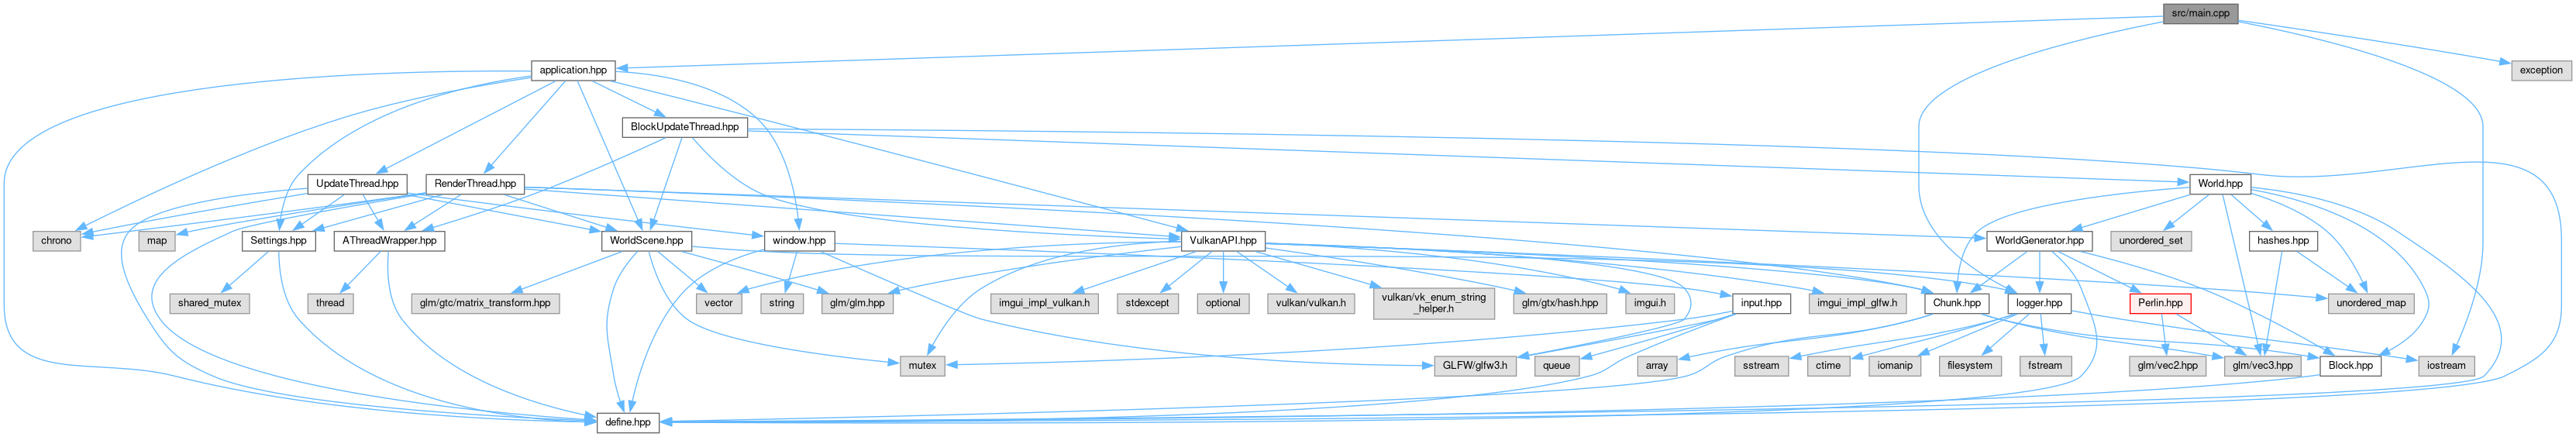 src/main.cpp
application.hpp
exception
BlockUpdateThread.hpp
UpdateThread.hpp
RenderThread.hpp
World.hpp
chrono
map
Settings.hpp
AThreadWrapper.hpp
WorldScene.hpp
window.hpp
VulkanAPI.hpp
WorldGenerator.hpp
unordered_set
hashes.hpp
shared_mutex
thread
glm/gtc/matrix_transform.hpp
vector
string
glm/glm.hpp
imgui_impl_vulkan.h
stdexcept
optional
vulkan/vulkan.h
vulkan/vk_enum_string
_helper.h
glm/gtx/hash.hpp
imgui.h
input.hpp
imgui_impl_glfw.h
Chunk.hpp
logger.hpp
Perlin.hpp
unordered_map
mutex
GLFW/glfw3.h
queue
array
sstream
ctime
iomanip
filesystem
fstream
glm/vec2.hpp
glm/vec3.hpp
Block.hpp
iostream
define.hpp